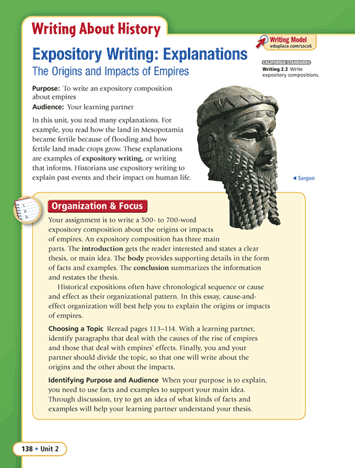 Writing About History
Writing Model
eduplace.com/ssca6
Expository Writing: Explanations
The Origins and Impacts of Empires
CALIFORNIA STANDARDS
Writing 2.2 Write
expository compositions.
Purpose: To write an expository composition
about empires
Audience: Your learning partner
In this unit, you read many explanations. For
example, you read how the land in Mesopotamia
became fertile because of flooding and how
fertile land made crops grow. These explanations
are examples of expository writing, or writing
that informs. Historians use expository writing to
explain past events and their impact on human life.
Sargon
Organization & Focus
Your assignment is to write a 500- to 700-word
expository composition about the origins or impacts
of empires. An expository composition has three main
parts. The introduction gets the reader interested and states a clear
thesis, or main idea. The body provides supporting details in the form
of facts and examples. The conclusion summarizes the information
and restates the thesis.
Historical expositions often have chronological sequence or cause
and effect as their organizational pattern. In this essay, cause-and-
effect organization will best help you to explain the origins or impacts
of empires.
Choosing a Topic Reread pages 113–114. With a learning partner,
identify paragraphs that deal with the causes of the rise of empires
and those that deal with empires' effects. Finally, you and your
partner should divide the topic, so that one will write about the
origins and the other about the impacts.
Identifying Purpose and Audience When your purpose is to explain,
you need to use facts and examples to support your main idea.
Through discussion, try to get an idea of what kinds of facts and
examples will help your learning partner understand your thesis.
138 • Unit 2